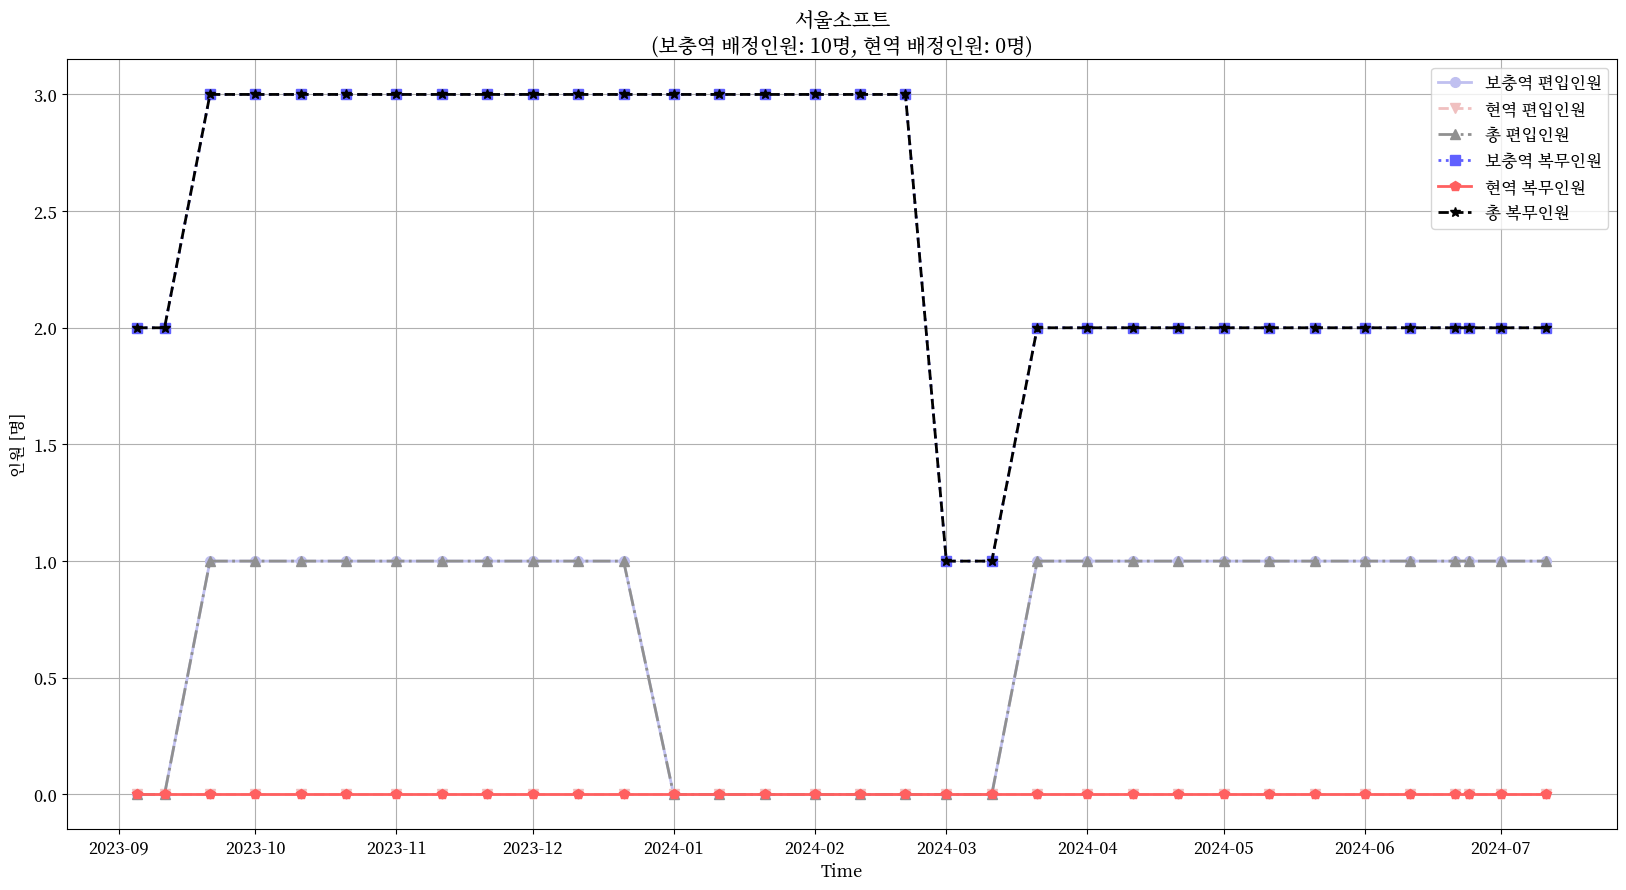 서울소프트
(보충역 배정인원: 10명, 현역 배정인원: 0명)
보충역 편입인원
현역 편입인원
총 편입인원
보충역 복무인원
현역 복무인원
총 복무인원
인원 [명]
3.0
2.5
2.0
1.5
1.0
0.5
0.0
2023-09 2023-10 2023-11 2023-12 2024-01 2024-02 2024-03 2024-04 2024-05 2024-06 2024-07
Time